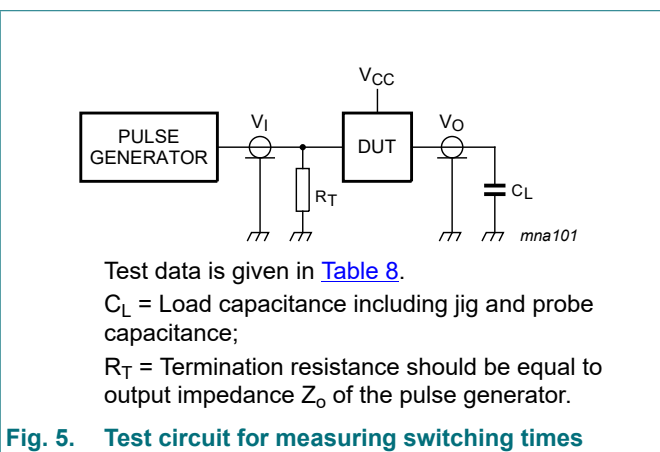 VCC
PULSE
GENERATOR
VI
DUT
VO
RT
CL
mna101
Test data is given in Table 8.
CL = Load capacitance including jig and probe
capacitance;
RT = Termination resistance should be equal to
output impedance Zo of the pulse generator.
Fig. 5. Test circuit for measuring switching times